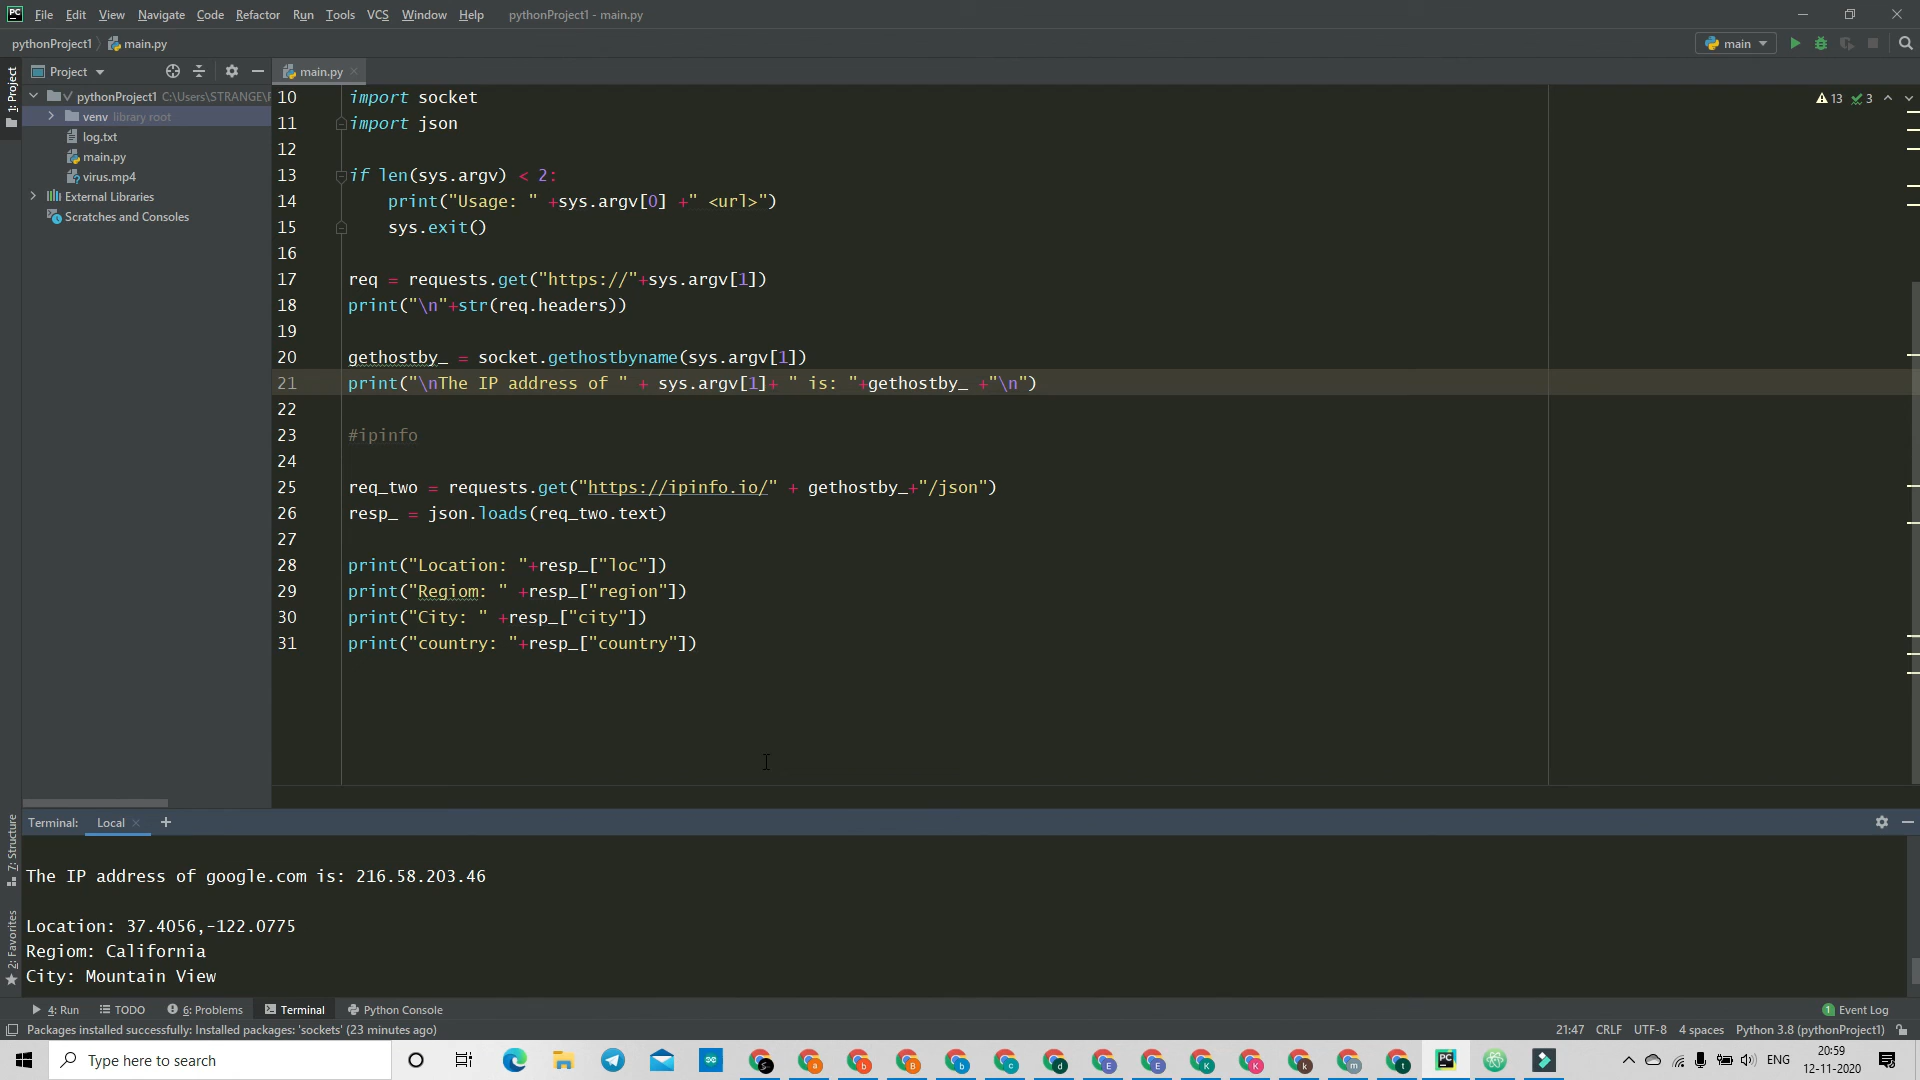 File Edit View Navigate Code Refactor Run Tools VCS Window Help pythonProject1 - main.py
pythonProject1 main.py main
1: Project
Project
main.py
pythonProject1 C:\Users\STRANGE\
venv library root
log.txt
main.py
virus.mp4
External Libraries
Scratches and Consoles
13 3
10 import socket
11 import json
12
13 if len(sys.argv) < 2:
14 print("Usage: " +sys.argv[0] +" <url>")
15 sys.exit()
16
17 req = requests.get("https://"+sys.argv[1])
18 print("\n"+str(req.headers))
19
20 gethostby_ = socket.gethostbyname(sys.argv[1])
21 print("\nThe IP address of " + sys.argv[1]+ " is: "+gethostby_ +"\n")
22
23 #ipinfo
24
25 req_two = requests.get("https://ipinfo.io/" + gethostby_+"/json")
26 resp_ = json.loads(req_two.text)
27
28 print("Location: "+resp_["loc"])
29 print("Regiom: " +resp_["region"])
30 print("City: " +resp_["city"])
31 print("country: "+resp_["country"])
Terminal: Local +
7: Structure
2: Favorites
The IP address of google.com is: 216.58.203.46
Location: 37.4056,-122.0775
Regiom: California
City: Mountain View
4: Run TODO 6: Problems Terminal Python Console 1 Event Log
Packages installed successfully: Installed packages: 'sockets' (23 minutes ago) 21:47 CRLF UTF-8 4 spaces Python 3.8 (pythonProject1)
Type here to search
ENG
20:59
12-11-2020